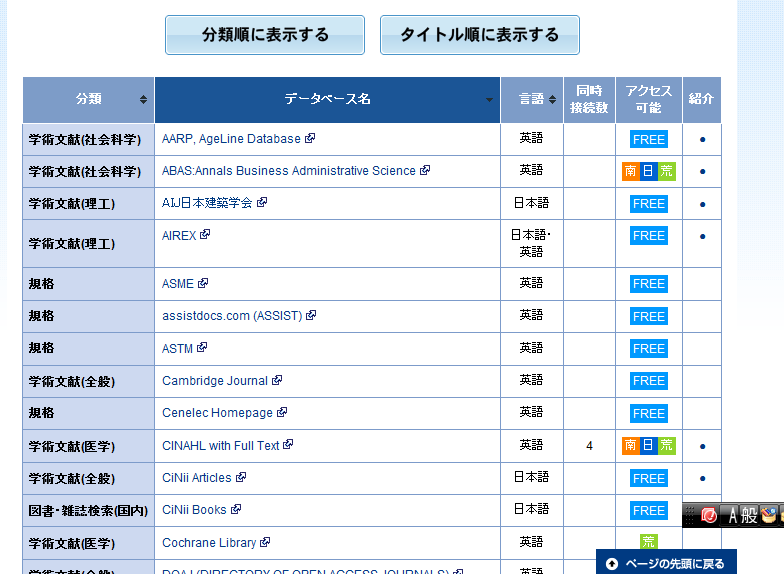 分類順に表示する タイトル順に表示する
分類 データベース名 言語 同時接続数 アクセス可能 紹介
学術文献(社会科学) AARP, AgeLine Database 英語 FREE ●
学術文献(社会科学) ABAS:Annals Business Administrative Science 英語 南 日 荒 ●
学術文献(理工) AIJ日本建築学会 日本語 FREE ●
学術文献(理工) AIREX 日本語・英語 FREE ●
規格 ASME 英語 FREE
規格 assistdocs.com (ASSIST) 英語 FREE
規格 ASTM 英語 FREE
学術文献(全般) Cambridge Journal 英語 FREE
規格 Cenelec Homepage 英語 FREE
学術文献(医学) CINAHL with Full Text 英語 4 南 日 荒 ●
学術文献(全般) CiNii Articles 日本語 FREE ●
図書・雑誌検索(国内) CiNii Books 日本語 FREE
A 般
学術文献(医学) Cochrane Library 英語 荒
ページの先頭に戻る
学術文献(全般) DOAJ (DIRECTORY OF OPEN ACCESS JOURNALS) 英語